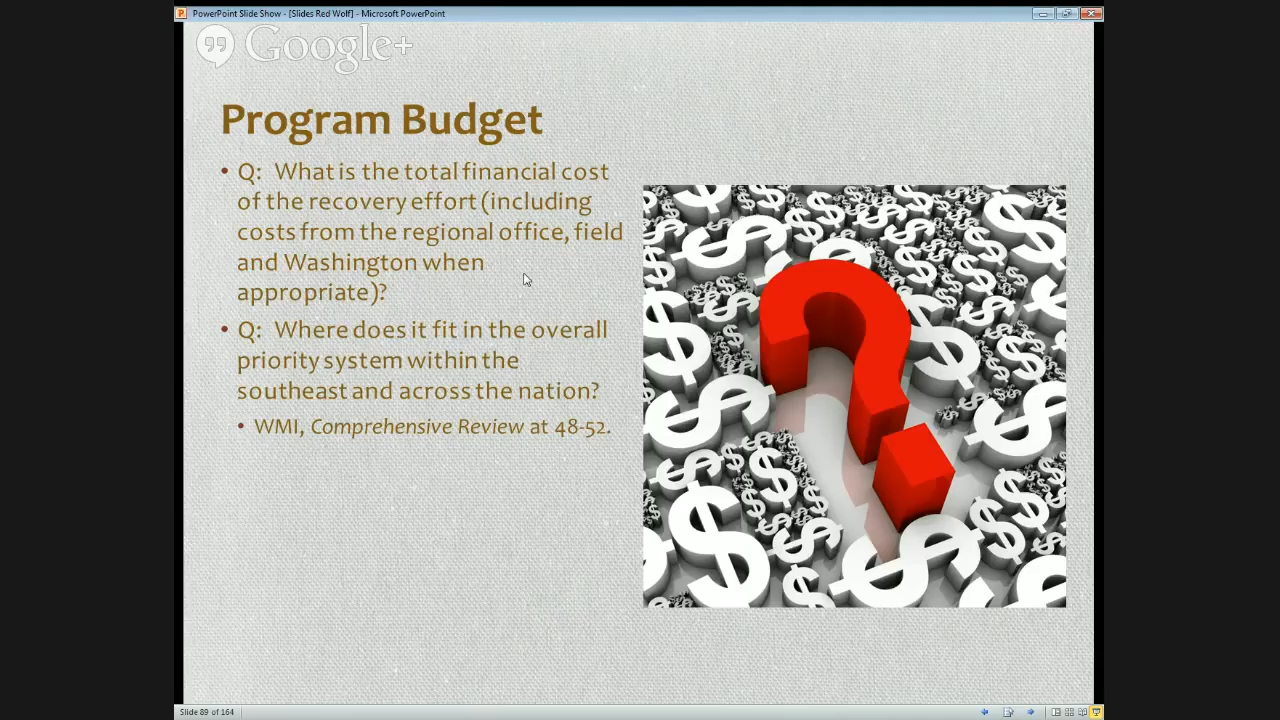 PowerPoint Slide Show - [Slides Red Wolf] - Microsoft PowerPoint
Google+
Program Budget
• Q: What is the total financial cost
of the recovery effort (including
costs from the regional office, field
and Washington when
appropriate)?
• Q: Where does it fit in the overall
priority system within the
southeast and across the nation?
• WMI, Comprehensive Review at 48-52.
Slide 89 of 164